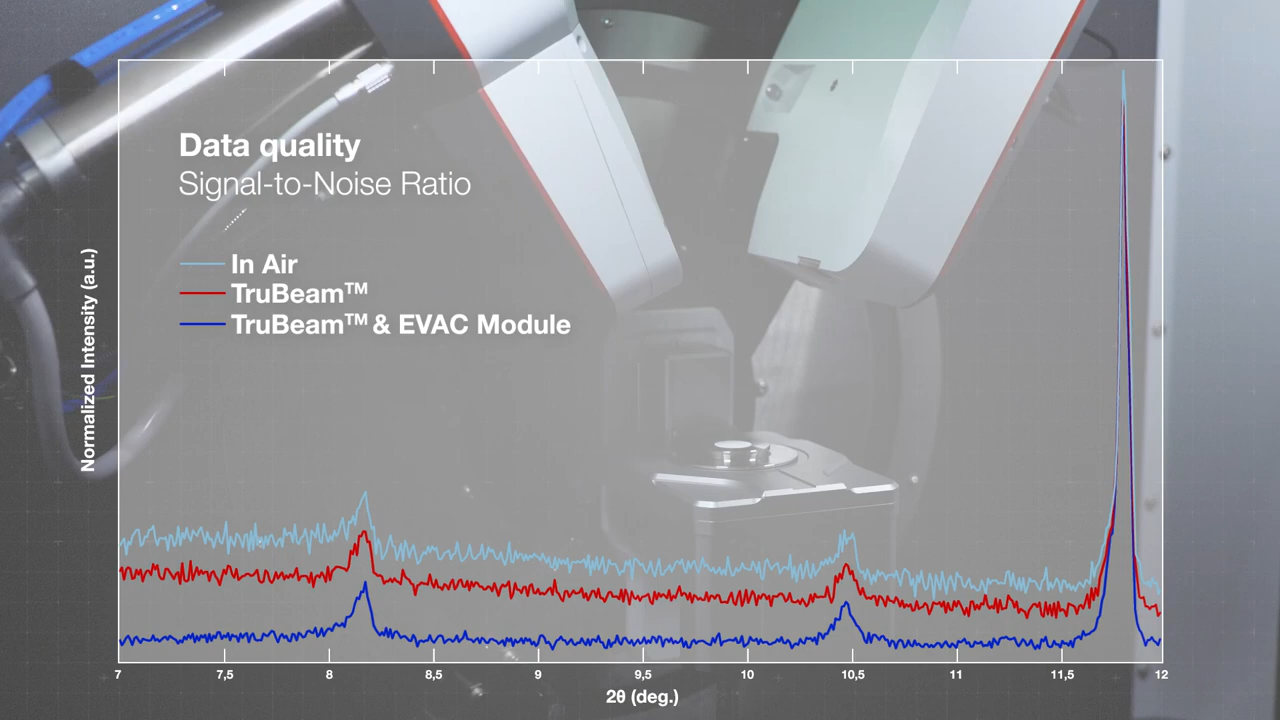 Data quality
Signal-to-Noise Ratio
In Air
TruBeam™
TruBeam™ & EVAC Module
Normalized Intensity (a.u.)
7 7,5 8 8,5 9 9,5 10 10,5 11 11,5 12
2θ (deg.)